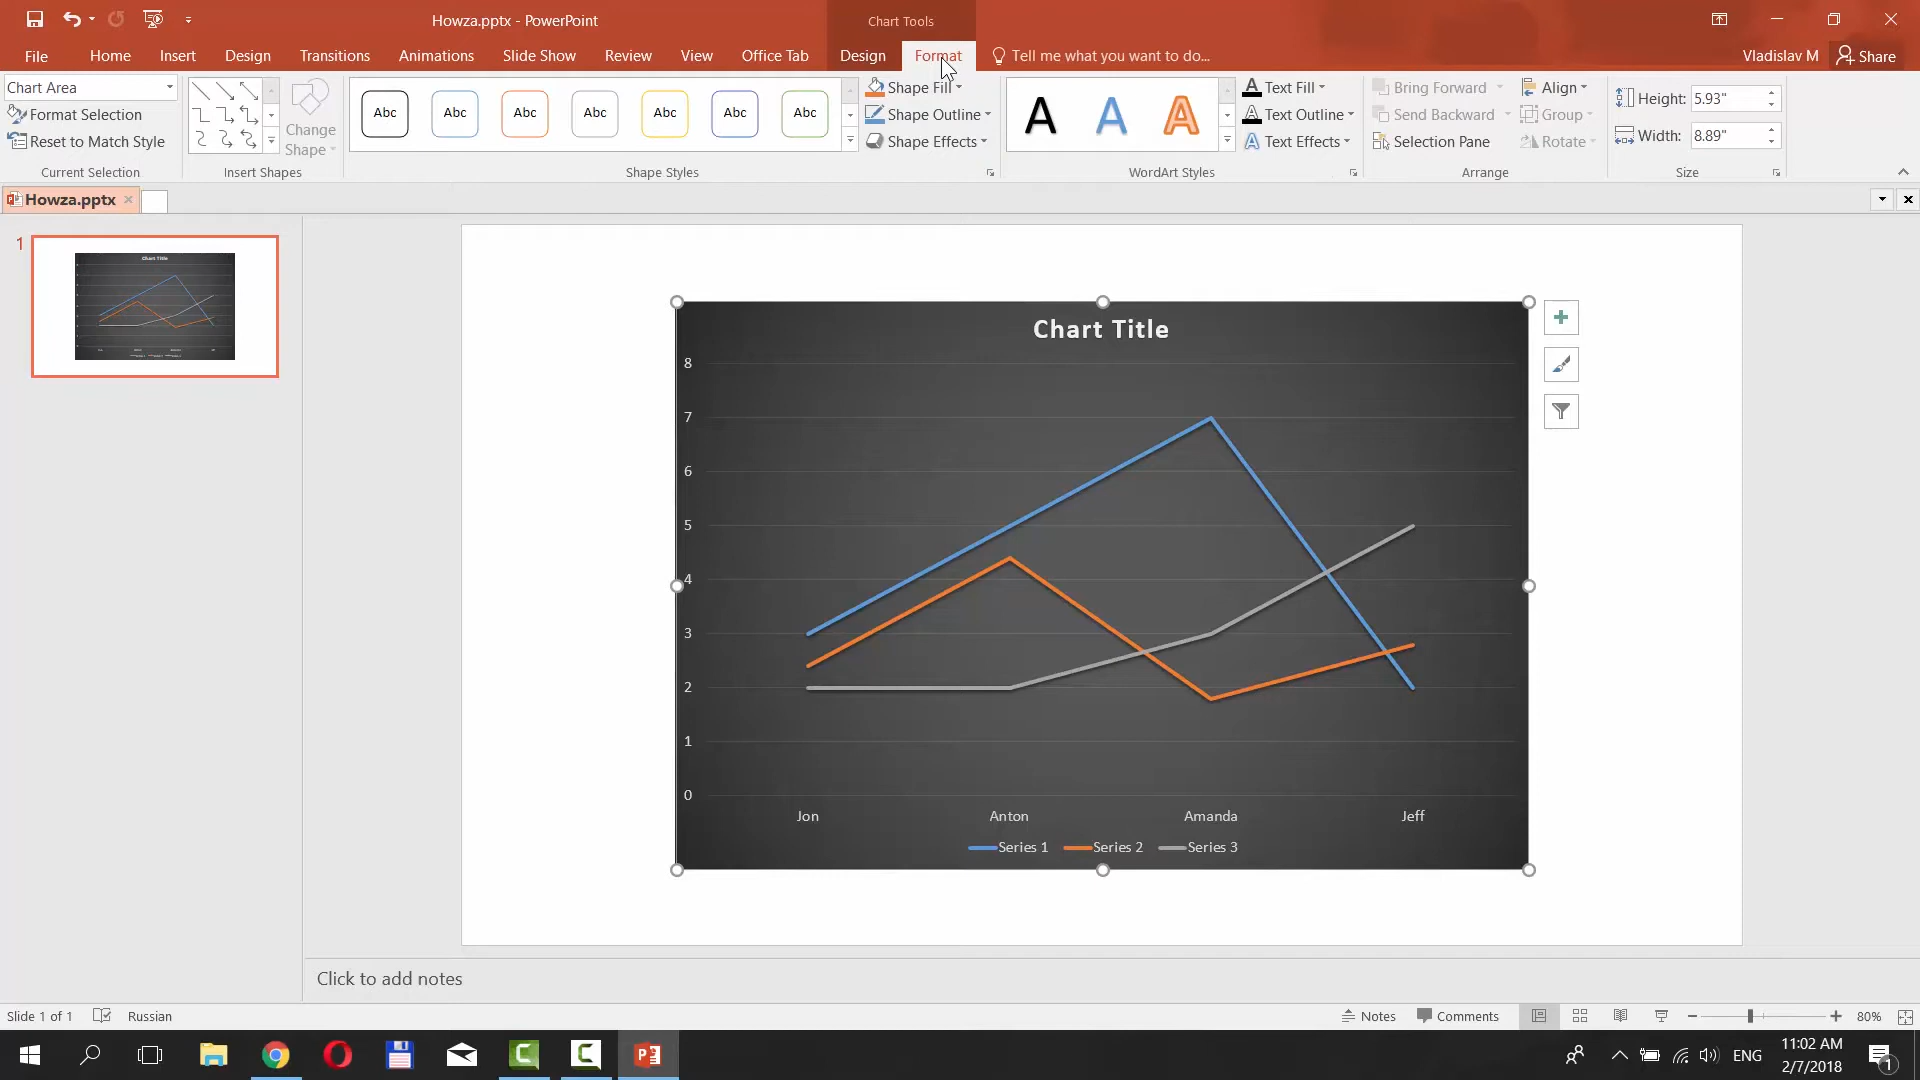 Howza.pptx - PowerPoint
Chart Tools
File Home Insert Design Transitions Animations Slide Show Review View Office Tab Design Format Tell me what you want to do... Vladislav M Share
Chart Area
Format Selection
Reset to Match Style
Current Selection
Change
Shape
Insert Shapes
Abc Abc Abc Abc Abc Abc Abc
Shape Fill
Shape Outline
Shape Effects
Shape Styles
A A A
Text Fill
Text Outline
Text Effects
WordArt Styles
Bring Forward
Send Backward
Selection Pane
Align
Group
Rotate
Arrange
Height: 5.93"
Width: 8.89"
Size
Howza.pptx
1
Chart Title
Chart Title
8
7
6
5
4
3
2
1
0
Jon Anton Amanda Jeff
Series 1 Series 2 Series 3
Click to add notes
Slide 1 of 1 Russian Notes Comments 80%
ENG
11:02 AM
2/7/2018
1